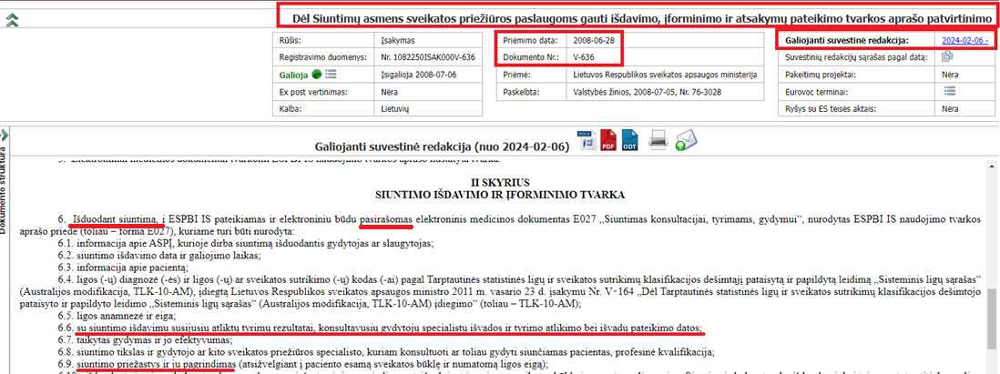 Dėl Siuntimų asmens sveikatos priežiūros paslaugoms gauti išdavimo, įforminimo ir atsakymų pateikimo tvarkos aprašo patvirtinimo
Rūšis: Įsakymas
Registravimo duomenys: Nr. 1082250ISAK000V-636
Galioja Įsigalioja 2008-07-06
Ex post vertinimas: Nėra
Kalba: Lietuvių
Priėmimo data: 2008-06-28
Dokumento Nr.: V-636
Priėmė: Lietuvos Respublikos sveikatos apsaugos ministerija
Paskelbta: Valstybės žinios, 2008-07-05, Nr. 76-3028
Galiojanti suvestinė redakcija: 2024-02-06 -
Suvestinių redakcijų sąrašas pagal datą:
Pakeitimų projektai: Nėra
Eurovoc terminai:
Ryšys su ES teisės aktais: Nėra
Dokumento struktūra
Galiojanti suvestinė redakcija (nuo 2024-02-06)
DOCX
PDF
ODT
5. Elektroniniai medicinos dokumentai tvarkomi ESPBI IS naudojimo tvarkos aprašo nustatyta tvarka.
II SKYRIUS
SIUNTIMO IŠDAVIMO IR ĮFORMINIMO TVARKA
6. Išduodant siuntimą, į ESPBI IS pateikiamas ir elektroniniu būdu pasirašomas elektroninis medicinos dokumentas E027 „Siuntimas konsultacijai, tyrimams, gydymui“, nurodytas ESPBI IS naudojimo tvarkos
aprašo priede (toliau – forma E027), kuriame turi būti nurodyta:
6.1. informacija apie ASPĮ, kurioje dirba siuntimą išduodantis gydytojas ar slaugytojas;
6.2. siuntimo išdavimo data ir galiojimo laikas;
6.3. informacija apie pacientą;
6.4. ligos (-ų) diagnozė (-ės) ir ligos (-ų) ar sveikatos sutrikimo (-ų) kodas (-ai) pagal Tarptautinės statistinės ligų ir sveikatos sutrikimų klasifikacijos dešimtąjį pataisytą ir papildytą leidimą „Sisteminis ligų sąrašas“
(Australijos modifikacija, TLK-10-AM), įdiegtą Lietuvos Respublikos sveikatos apsaugos ministro 2011 m. vasario 23 d. įsakymu Nr. V-164 „Dėl Tarptautinės statistinės ligų ir sveikatos sutrikimų klasifikacijos dešimtojo
pataisyto ir papildyto leidimo „Sisteminis ligų sąrašas“ (Australijos modifikacija, TLK-10-AM) įdiegimo“ (toliau – TLK-10-AM);
6.5. ligos anamnezė ir eiga;
6.6. su siuntimo išdavimu susijusių atliktų tyrimų rezultatai, konsultavusių gydytojų specialistų išvados ir tyrimo atlikimo bei išvadų pateikimo datos;
6.7. taikytas gydymas ir jo efektyvumas;
6.8. siuntimo tikslas ir gydytojo ar kito sveikatos priežiūros specialisto, kuriam konsultuoti ar toliau gydyti siunčiamas pacientas, profesinė kvalifikacija;
6.9. siuntimo priežastys ir jų pagrindimas (atsižvelgiant į paciento esamą sveikatos būklę ir numatomą ligos eigą);